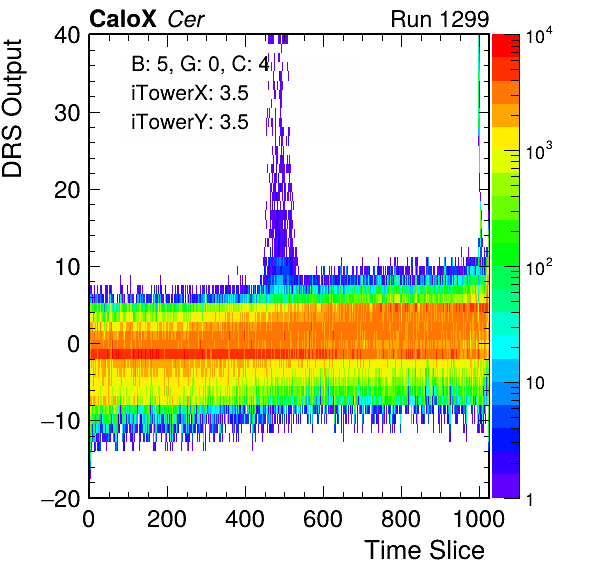 CaloX Cer Run 1299
DRS Output
B: 5, G: 0, C: 4
iTowerX: 3.5
iTowerY: 3.5
40
30
20
10
0
−10
−20
0 200 400 600 800 1000
Time Slice
10^4
10^3
10^2
10
1